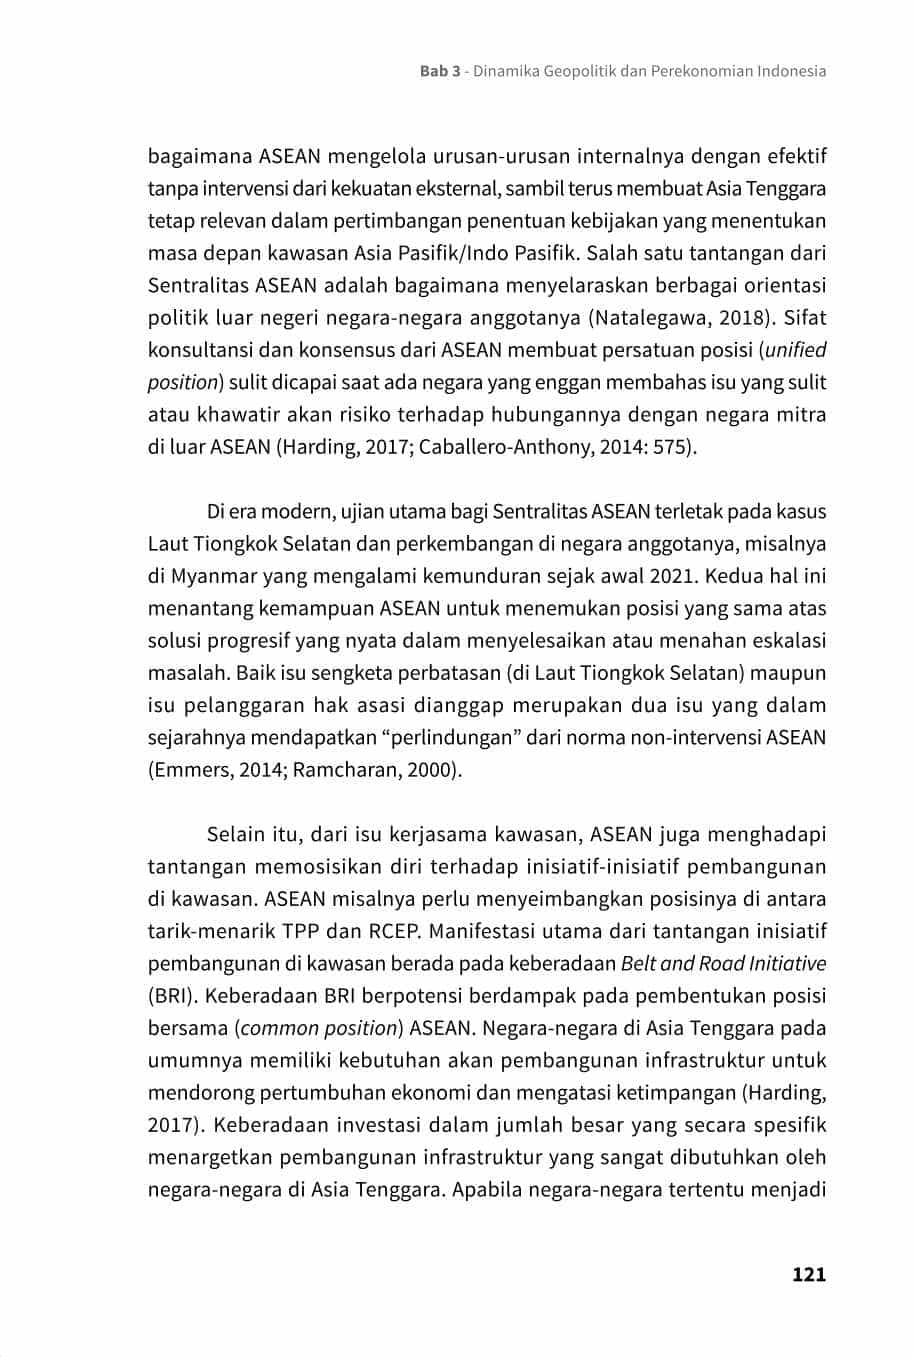 Bab 3 - Dinamika Geopolitik dan Perekonomian Indonesia
bagaimana ASEAN mengelola urusan-urusan internalnya dengan efektif
tanpa intervensi dari kekuatan eksternal, sambil terus membuat Asia Tenggara
tetap relevan dalam pertimbangan penentuan kebijakan yang menentukan
masa depan kawasan Asia Pasifik/Indo Pasifik. Salah satu tantangan dari
Sentralitas ASEAN adalah bagaimana menyelaraskan berbagai orientasi
politik luar negeri negara-negara anggotanya (Natalegawa, 2018). Sifat
konsultansi dan konsensus dari ASEAN membuat persatuan posisi (unified
position) sulit dicapai saat ada negara yang enggan membahas isu yang sulit
atau khawatir akan risiko terhadap hubungannya dengan negara mitra
di luar ASEAN (Harding, 2017; Caballero-Anthony, 2014: 575).
Di era modern, ujian utama bagi Sentralitas ASEAN terletak pada kasus
Laut Tiongkok Selatan dan perkembangan di negara anggotanya, misalnya
di Myanmar yang mengalami kemunduran sejak awal 2021. Kedua hal ini
menantang kemampuan ASEAN untuk menemukan posisi yang sama atas
solusi progresif yang nyata dalam menyelesaikan atau menahan eskalasi
masalah. Baik isu sengketa perbatasan (di Laut Tiongkok Selatan) maupun
isu pelanggaran hak asasi dianggap merupakan dua isu yang dalam
sejarahnya mendapatkan “perlindungan” dari norma non-intervensi ASEAN
(Emmers, 2014; Ramcharan, 2000).
Selain itu, dari isu kerjasama kawasan, ASEAN juga menghadapi
tantangan memosisikan diri terhadap inisiatif-inisiatif pembangunan
di kawasan. ASEAN misalnya perlu menyeimbangkan posisinya di antara
tarik-menarik TPP dan RCEP. Manifestasi utama dari tantangan inisiatif
pembangunan di kawasan berada pada keberadaan Belt and Road Initiative
(BRI). Keberadaan BRI berpotensi berdampak pada pembentukan posisi
bersama (common position) ASEAN. Negara-negara di Asia Tenggara pada
umumnya memiliki kebutuhan akan pembangunan infrastruktur untuk
mendorong pertumbuhan ekonomi dan mengatasi ketimpangan (Harding,
2017). Keberadaan investasi dalam jumlah besar yang secara spesifik
menargetkan pembangunan infrastruktur yang sangat dibutuhkan oleh
negara-negara di Asia Tenggara. Apabila negara-negara tertentu menjadi
121